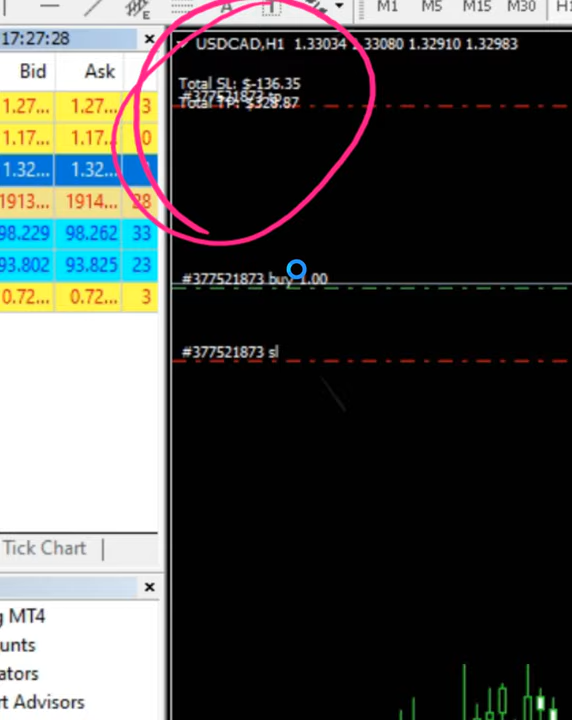 M1 M5 M15 M30 H1
17:27:28
Bid Ask
1.27... 1.27... 3
1.17... 1.17... 0
1.32... 1.32...
1913... 1914... 28
98.229 98.262 33
93.802 93.825 23
0.72... 0.72... 3
USDCAD,H1 1.33034 1.33080 1.32910 1.32983
Total SL: $-136.35
#377521873 tp
Total TP: $328.87
#377521873 buy 1.00
#377521873 sl
Tick Chart
MT4
unts
ators
rt Advisors